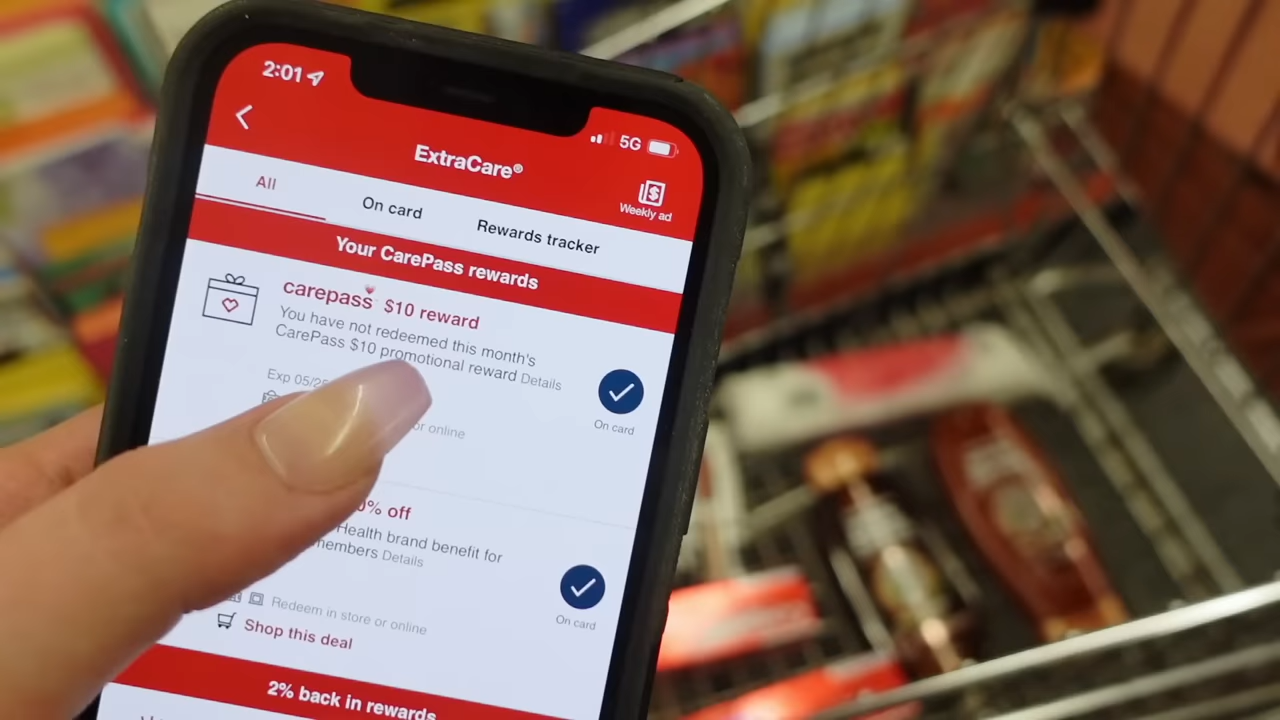 2:01
5G
ExtraCare®
Weekly ad
All
On card
Rewards tracker
Your CarePass rewards
carepass $10 reward
You have not redeemed this month's
CarePass $10 promotional reward Details
Exp 05/2
or online
On card
0% off
Health brand benefit for
members Details
Redeem in store or online
Shop this deal
On card
2% back in rewards